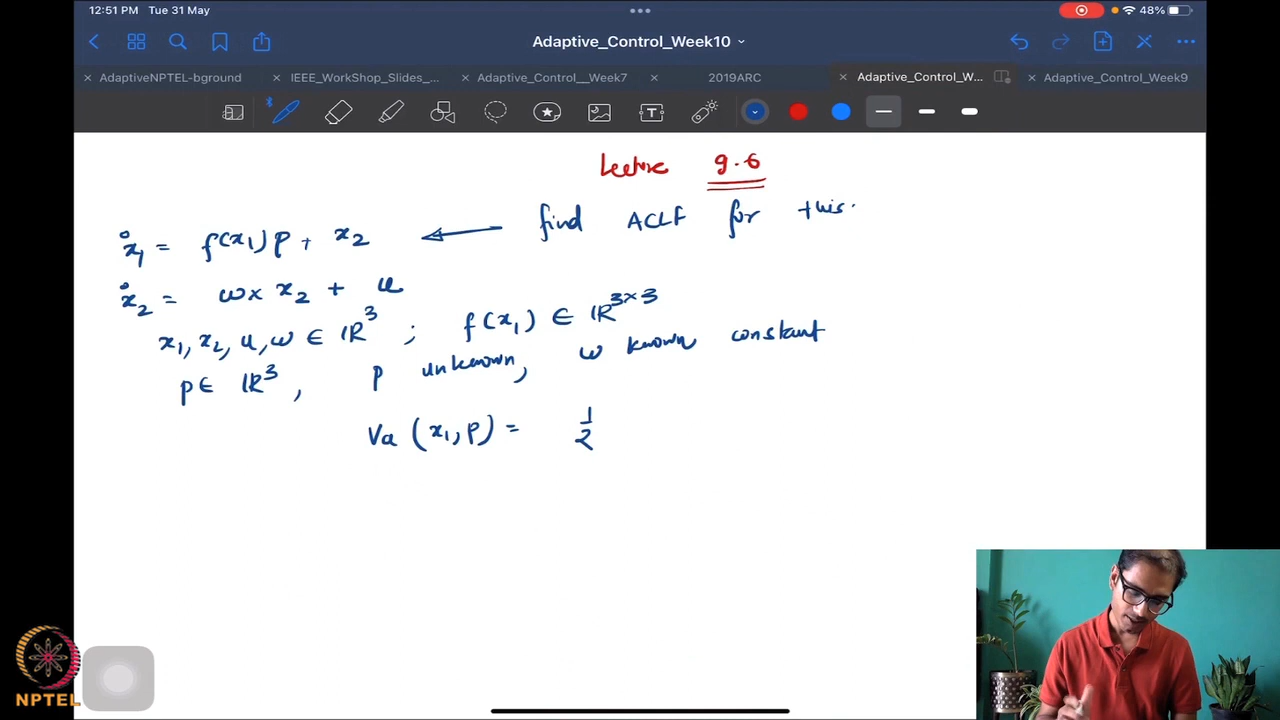 12:51 PM Tue 31 May
48%
Adaptive_Control_Week10
AdaptiveNPTEL-bground
IEEE_WorkShop_Slides_...
Adaptive_Control__Week7
2019ARC
Adaptive_Control_W...
Adaptive_Control_Week9
Lecture 9.6
ẋ₁ = f(x₁)p + x₂ ← find ACLF for this.
ẋ₂ = ω× x₂ + u
x₁, x₂, u, ω ∈ ℝ³ ; f(x₁) ∈ ℝ³ˣ³
p ∈ ℝ³, p unknown, ω known constant
Va (x₁, p) = 1/2
NPTEL